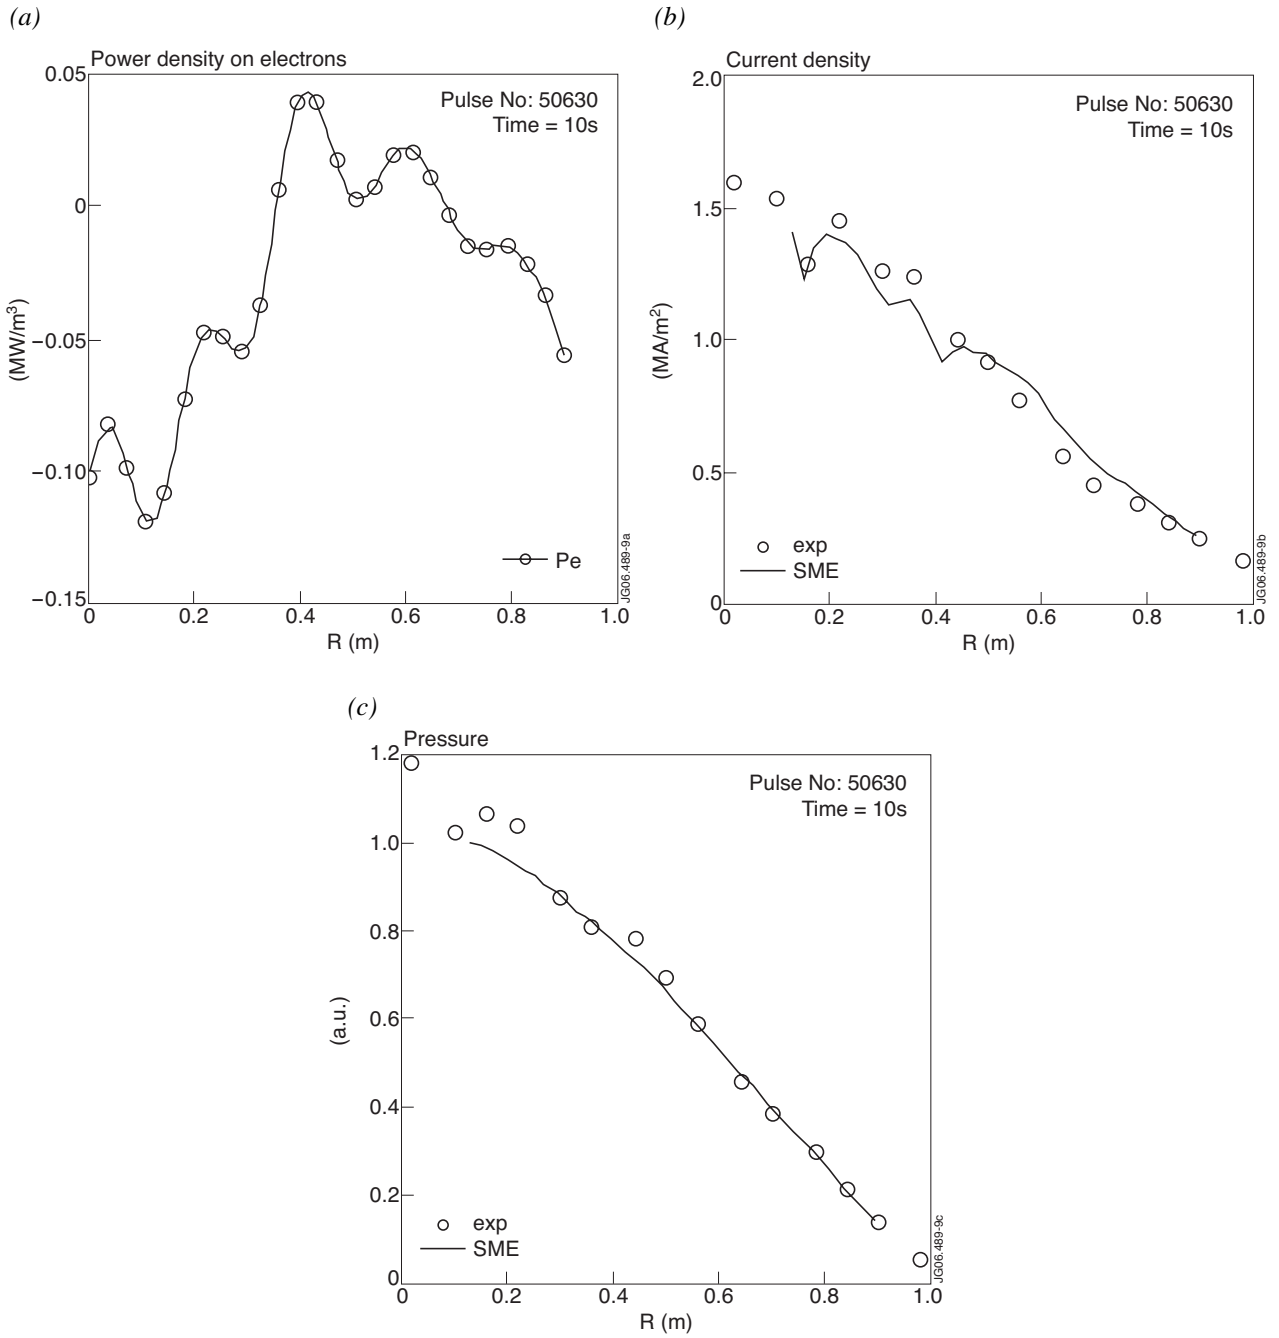 (a)
Power density on electrons
0.05
0
−0.05
−0.10
−0.15
(MW/m³)
Pulse No: 50630
Time = 10s
Pe
JG06.489-9a
0 0.2 0.4 0.6 0.8 1.0
R (m)
(b)
Current density
2.0
1.5
1.0
0.5
0
(MA/m²)
Pulse No: 50630
Time = 10s
exp
SME
JG06.489-9b
0 0.2 0.4 0.6 0.8 1.0
R (m)
(c)
Pressure
1.2
1.0
0.8
0.6
0.4
0.2
0
(a.u.)
Pulse No: 50630
Time = 10s
exp
SME
JG06.489-9c
0 0.2 0.4 0.6 0.8 1.0
R (m)